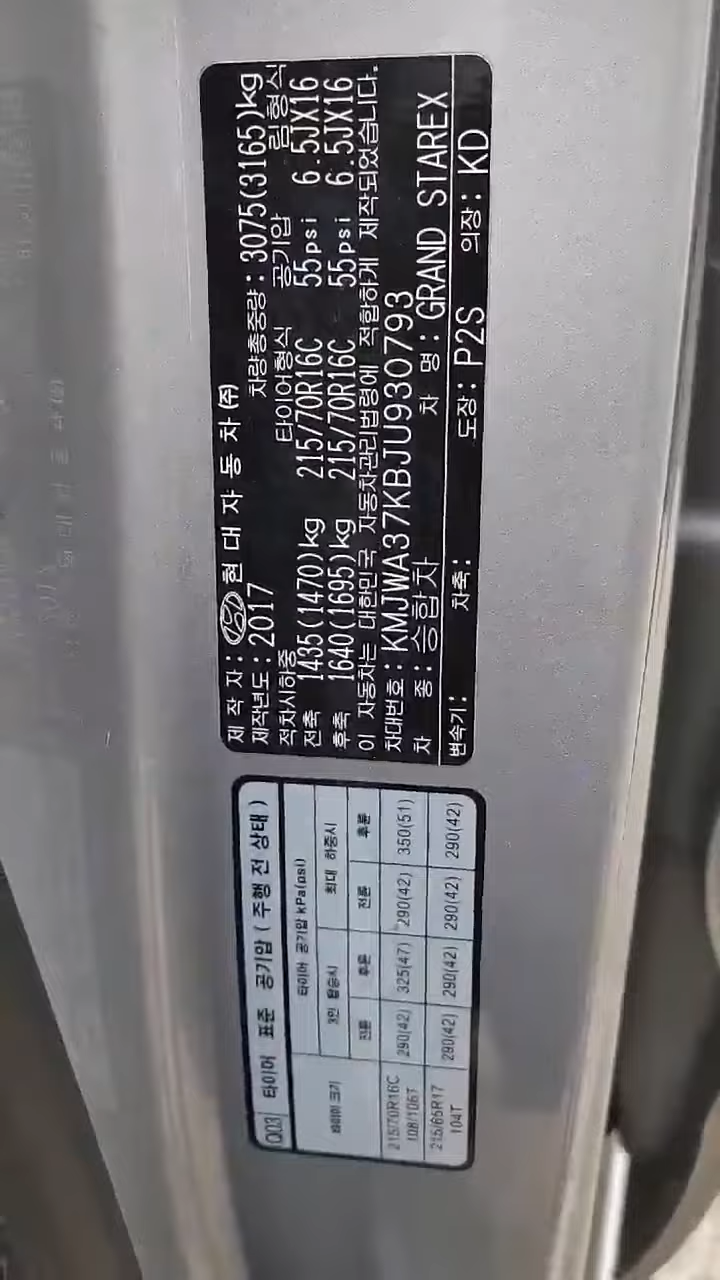 제 작 자 : 현 대 자 동 차 ㈜
제작년도 : 2017 차량총중량 : 3075(3165)kg
적차시하중 타이어형식 공기압 림형식
전축 1435(1470)kg 215/70R16C 55psi 6.5JX16
후축 1640(1695)kg 215/70R16C 55psi 6.5JX16
이 자동차는 대한민국 자동차관리법령에 적합하게 제작되었습니다.
차대번호 : KMJWA37KBJU930793
차 종 : 승합차 차 명 : GRAND STAREX
변속기 : 차축 : 도장 : P2S 의장 : KD
Q03 타이어 표준 공기압 ( 주행 전 상태 )
타이어 크기 타이어 공기압 kPa(psi)
3인 탑승시 최대 하중시
전륜 후륜 전륜 후륜
215/70R16C 108/106T 290(42) 325(47) 290(42) 350(51)
215/65R17 104T 290(42) 290(42) 290(42) 290(42)